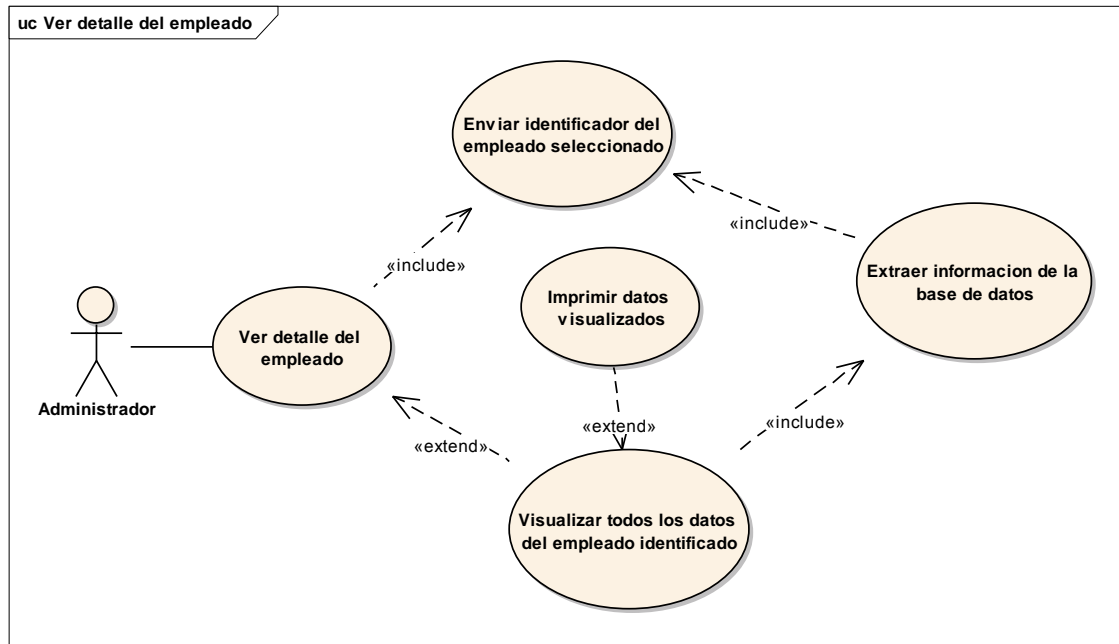 uc Ver detalle del empleado
Enviar identificador del
empleado seleccionado
«include»
«include»
Extraer informacion de la
base de datos
Imprimir datos
visualizados
Ver detalle del
empleado
Administrador
«extend»
«extend»
«include»
Visualizar todos los datos
del empleado identificado